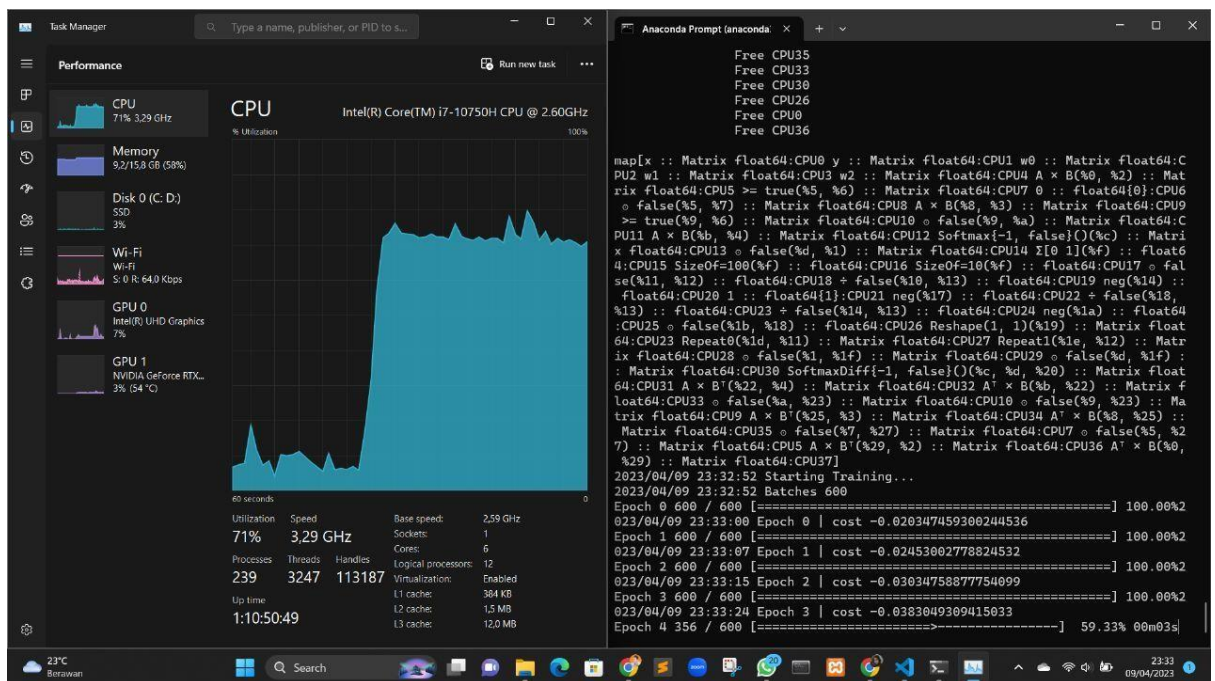 Task Manager
Type a name, publisher, or PID to s...
Performance
Run new task
CPU
71% 3,29 GHz
Memory
9,2/15,8 GB (58%)
Disk 0 (C: D:)
SSD
3%
Wi-Fi
Wi-Fi
S: 0 R: 64,0 Kbps
GPU 0
Intel(R) UHD Graphics
7%
GPU 1
NVIDIA GeForce RTX...
3% (54 °C)
CPU
Intel(R) Core(TM) i7-10750H CPU @ 2.60GHz
% Utilization
100%
60 seconds
0
Utilization
71%
Speed
3,29 GHz
Processes
239
Threads
3247
Handles
113187
Up time
1:10:50:49
Base speed: 2,59 GHz
Sockets: 1
Cores: 6
Logical processors: 12
Virtualization: Enabled
L1 cache: 384 KB
L2 cache: 1,5 MB
L3 cache: 12,0 MB
Anaconda Prompt (anaconda:
Free CPU35
Free CPU33
Free CPU30
Free CPU26
Free CPU0
Free CPU36
map[x :: Matrix float64:CPU0 y :: Matrix float64:CPU1 w0 :: Matrix float64:C
PU2 w1 :: Matrix float64:CPU3 w2 :: Matrix float64:CPU4 A × B(%0, %2) :: Mat
rix float64:CPU5 >= true(%5, %6) :: Matrix float64:CPU7 0 :: float64{0}:CPU6
⊙ false(%5, %7) :: Matrix float64:CPU8 A × B(%8, %3) :: Matrix float64:CPU9
>= true(%9, %6) :: Matrix float64:CPU10 ⊙ false(%9, %a) :: Matrix float64:C
PU11 A × B(%b, %4) :: Matrix float64:CPU12 Softmax{-1, false}()(%c) :: Matri
x float64:CPU13 ⊙ false(%d, %1) :: Matrix float64:CPU14 Σ[0 1](%f) :: float6
4:CPU15 SizeOf=100(%f) :: float64:CPU16 SizeOf=10(%f) :: float64:CPU17 ⊙ fal
se(%11, %12) :: float64:CPU18 ÷ false(%10, %13) :: float64:CPU19 neg(%14) ::
float64:CPU20 1 :: float64{1}:CPU21 neg(%17) :: float64:CPU22 ÷ false(%18,
%13) :: float64:CPU23 ÷ false(%14, %13) :: float64:CPU24 neg(%1a) :: float64
:CPU25 ⊙ false(%1b, %18) :: float64:CPU26 Reshape(1, 1)(%19) :: Matrix float
64:CPU23 Repeat0(%1d, %11) :: Matrix float64:CPU27 Repeat1(%1e, %12) :: Matr
ix float64:CPU28 ⊙ false(%1, %1f) :: Matrix float64:CPU29 ⊙ false(%d, %1f) :
: Matrix float64:CPU30 SoftmaxDiff{-1, false}()(%c, %d, %20) :: Matrix float
64:CPU31 A × Bᵀ(%22, %4) :: Matrix float64:CPU32 Aᵀ × B(%b, %22) :: Matrix f
loat64:CPU33 ⊙ false(%a, %23) :: Matrix float64:CPU10 ⊙ false(%9, %23) :: Ma
trix float64:CPU9 A × Bᵀ(%25, %3) :: Matrix float64:CPU34 Aᵀ × B(%8, %25) ::
Matrix float64:CPU35 ⊙ false(%7, %27) :: Matrix float64:CPU7 ⊙ false(%5, %2
7) :: Matrix float64:CPU5 A × Bᵀ(%29, %2) :: Matrix float64:CPU36 Aᵀ × B(%0,
%29) :: Matrix float64:CPU37]
2023/04/09 23:32:52 Starting Training...
2023/04/09 23:32:52 Batches 600
Epoch 0 600 / 600 [==============================================] 100.00%2
023/04/09 23:33:00 Epoch 0 | cost -0.020347459300244536
Epoch 1 600 / 600 [==============================================] 100.00%2
023/04/09 23:33:07 Epoch 1 | cost -0.02453002778824532
Epoch 2 600 / 600 [==============================================] 100.00%2
023/04/09 23:33:15 Epoch 2 | cost -0.03034758877754099
Epoch 3 600 / 600 [==============================================] 100.00%2
023/04/09 23:33:24 Epoch 3 | cost -0.0383049309415033
Epoch 4 356 / 600 [=======================>----------------] 59.33% 00m03s
23°C
Berawan
Search
20
23:33
09/04/2023